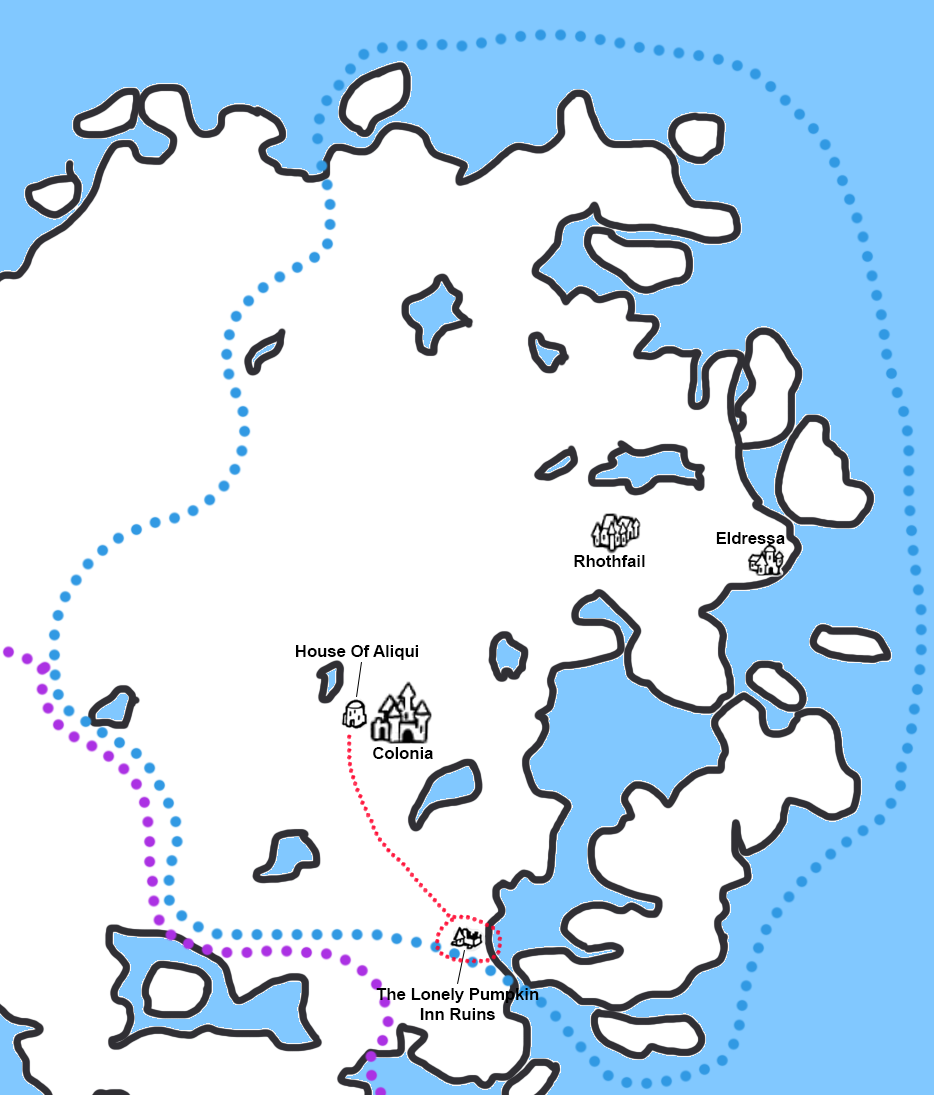 Eldressa
Rhothfail
House Of Aliqui
Colonia
The Lonely Pumpkin
Inn Ruins